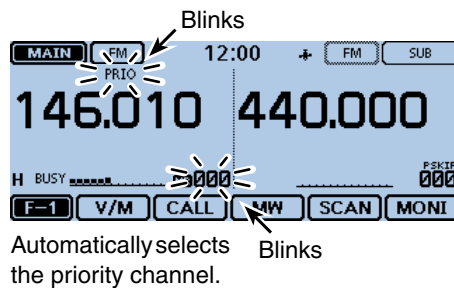 Blinks
MAIN FM 12:00 FM SUB
PRIO
146.010 440.000
PSKIP
H BUSY 000 000
F-1 V/M CALL MW SCAN MONI
Automatically selects Blinks
the priority channel.